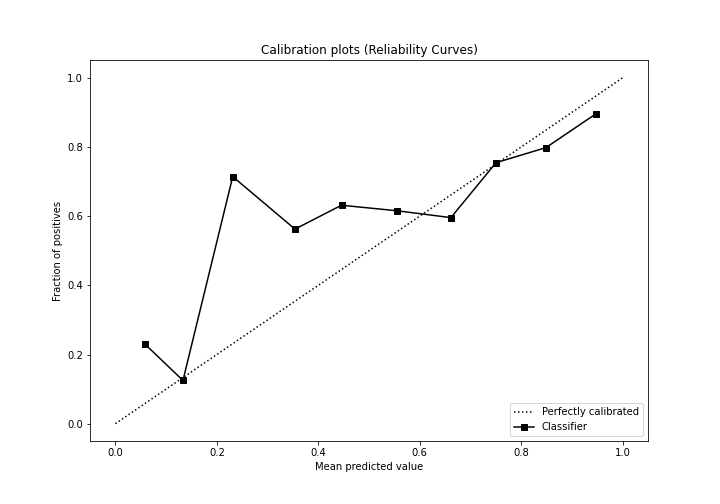 Calibration plots (Reliability Curves)
1.0
0.8
0.6
0.4
0.2
0.0
Fraction of positives
0.0 0.2 0.4 0.6 0.8 1.0
Mean predicted value
Perfectly calibrated
Classifier